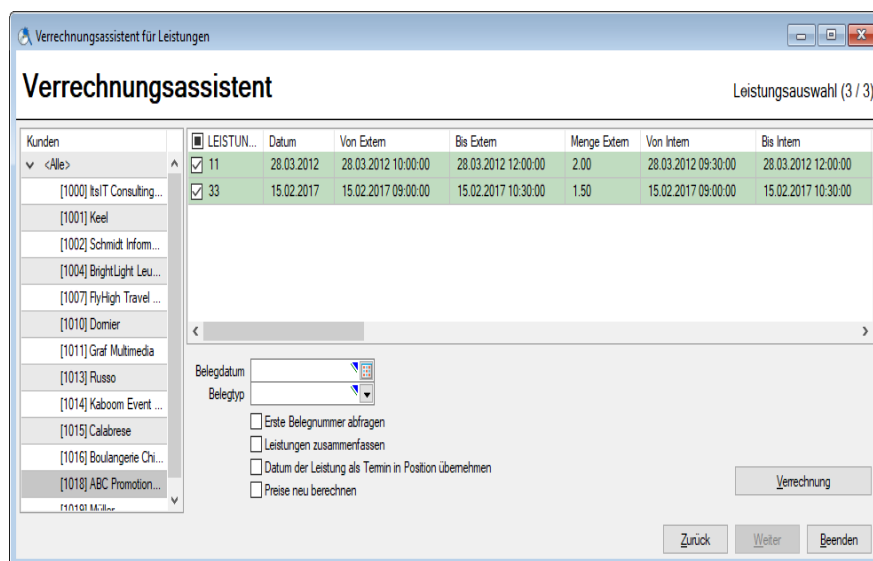 Verrechnungsassistent für Leistungen
Verrechnungsassistent
Leistungsauswahl (3 / 3)
Kunden
LEISTUN... Datum Von Extern Bis Extern Menge Extern Von Intern Bis Intern
<Alle>
11 28.03.2012 28.03.2012 10:00:00 28.03.2012 12:00:00 2.00 28.03.2012 09:30:00 28.03.2012 12:00:00
33 15.02.2017 15.02.2017 09:00:00 15.02.2017 10:30:00 1.50 15.02.2017 09:00:00 15.02.2017 10:30:00
[1000] ItsIT Consulting...
[1001] Keel
[1002] Schmidt Inform...
[1004] BrightLight Leu...
[1007] FlyHigh Travel ...
[1010] Dornier
[1011] Graf Multimedia
[1013] Russo
[1014] Kaboom Event ...
[1015] Calabrese
[1016] Boulangerie Chi...
[1018] ABC Promotion...
[1019] Müller
Belegdatum
Belegtyp
Erste Belegnummer abfragen
Leistungen zusammenfassen
Datum der Leistung als Termin in Position übernehmen
Preise neu berechnen
Verrechnung
Zurück Weiter Beenden